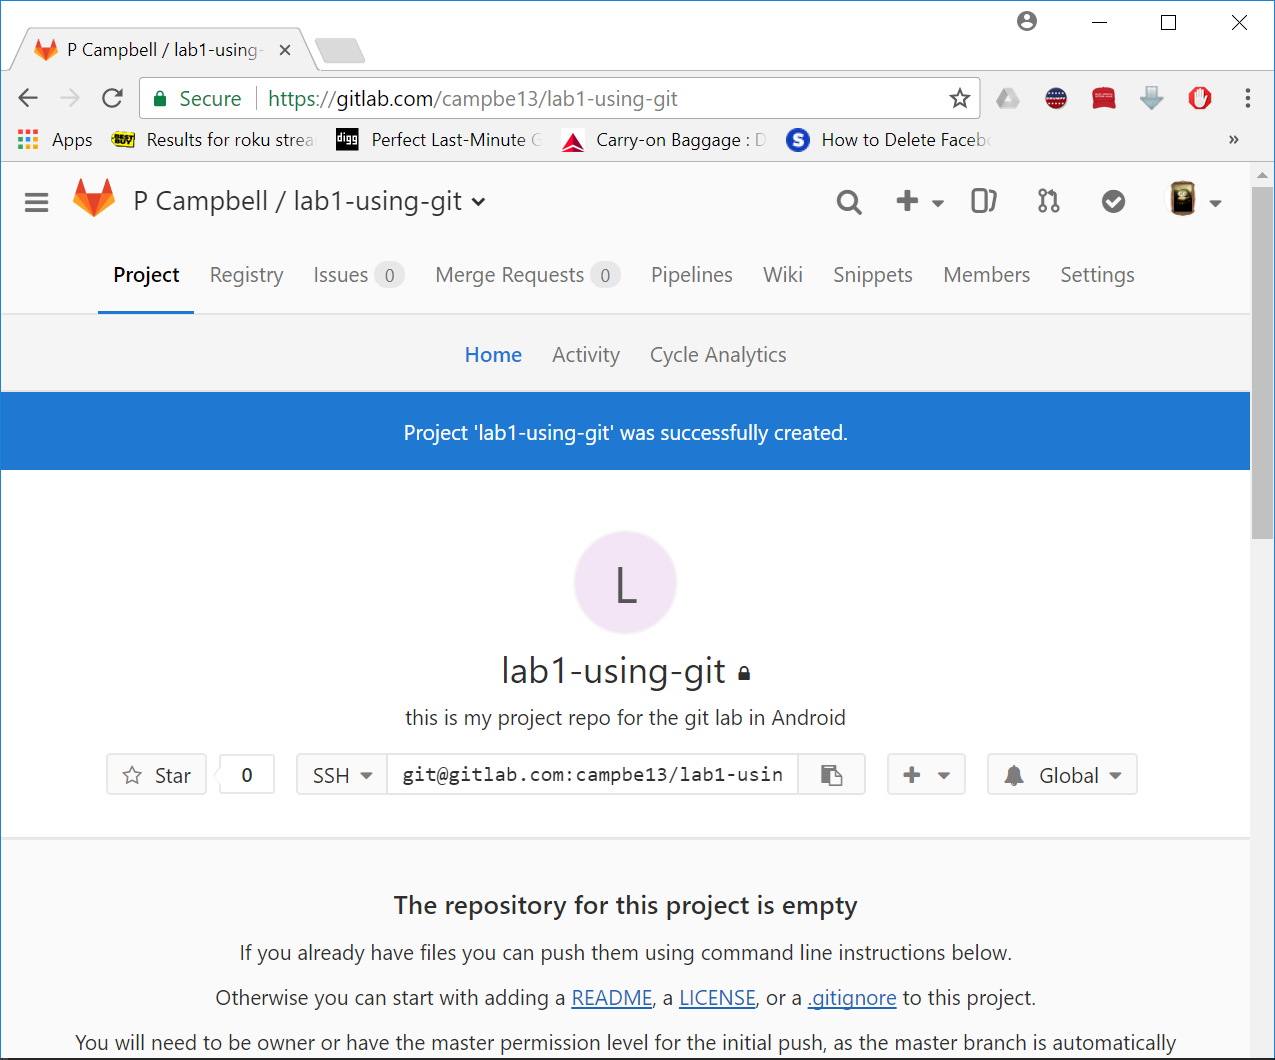 P Campbell / lab1-using-
Secure https://gitlab.com/campbe13/lab1-using-git
Apps BEST BUY Results for roku strea digg Perfect Last-Minute G Carry-on Baggage : D S How to Delete Facebo »
P Campbell / lab1-using-git
Project Registry Issues 0 Merge Requests 0 Pipelines Wiki Snippets Members Settings
Home Activity Cycle Analytics
Project 'lab1-using-git' was successfully created.
L
lab1-using-git
this is my project repo for the git lab in Android
Star 0 SSH git@gitlab.com:campbe13/lab1-usin Global
The repository for this project is empty
If you already have files you can push them using command line instructions below.
Otherwise you can start with adding a README, a LICENSE, or a .gitignore to this project.
You will need to be owner or have the master permission level for the initial push, as the master branch is automatically